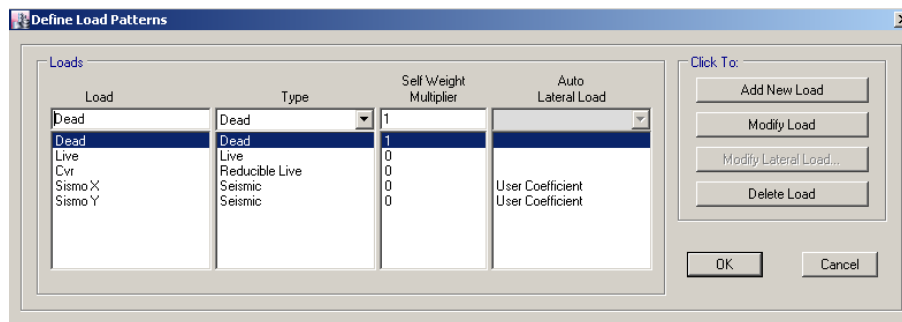 Define Load Patterns
Loads
Click To:
Load Type Self Weight Multiplier Auto Lateral Load
Dead Dead 1
Dead Dead 1
Live Live 0
Cvr Reducible Live 0
Sismo X Seismic 0 User Coefficient
Sismo Y Seismic 0 User Coefficient
Add New Load
Modify Load
Modify Lateral Load...
Delete Load
OK Cancel